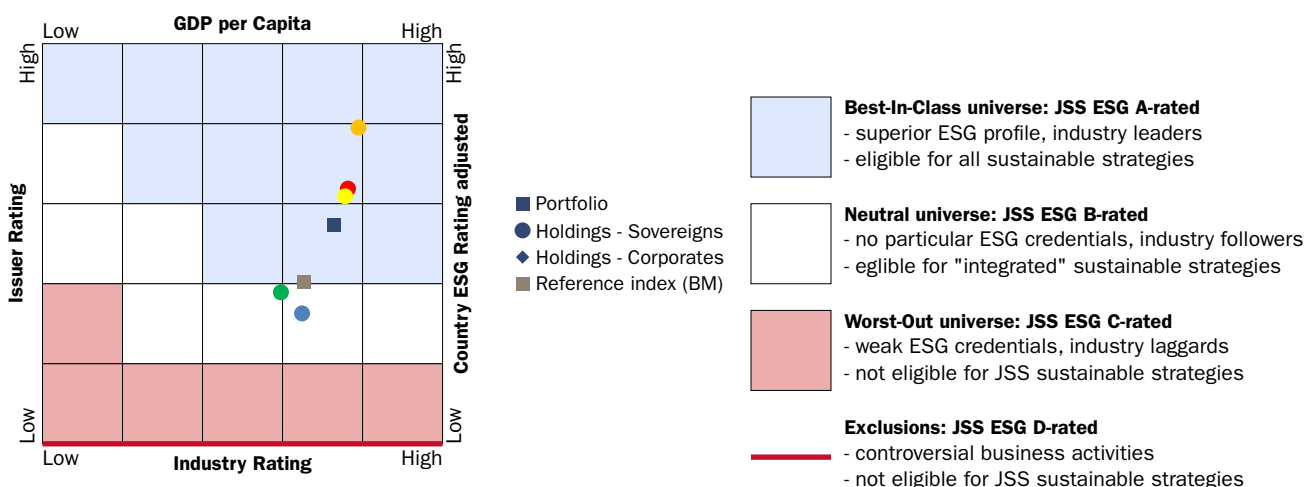 GDP per Capita
Low
High
High
High
Issuer Rating
Country ESG Rating adjusted
Low
Low
Low
High
Industry Rating
Portfolio
Holdings - Sovereigns
Holdings - Corporates
Reference index (BM)
Best-In-Class universe: JSS ESG A-rated
- superior ESG profile, industry leaders
- eligible for all sustainable strategies
Neutral universe: JSS ESG B-rated
- no particular ESG credentials, industry followers
- eglible for "integrated" sustainable strategies
Worst-Out universe: JSS ESG C-rated
- weak ESG credentials, industry laggards
- not eligible for JSS sustainable strategies
Exclusions: JSS ESG D-rated
- controversial business activities
- not eligible for JSS sustainable strategies